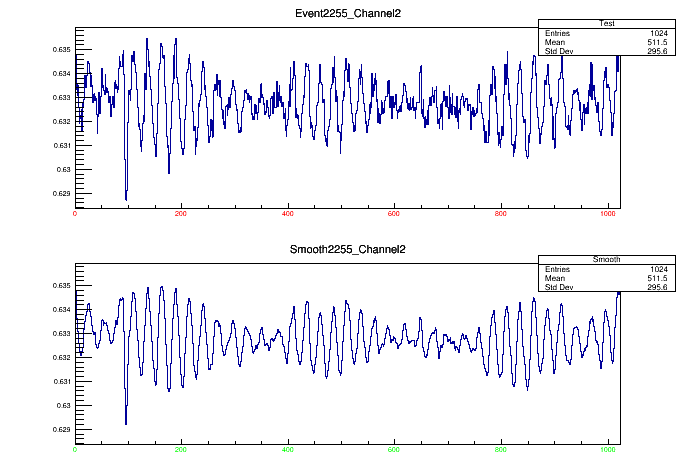 Event2255_Channel2
Test
Entries 1024
Mean 511.5
Std Dev 295.6
0.635
0.634
0.633
0.632
0.631
0.63
0.629
0 200 400 600 800 1000
Smooth2255_Channel2
Smooth
Entries 1024
Mean 511.5
Std Dev 295.6
0.635
0.634
0.633
0.632
0.631
0.63
0.629
0 200 400 600 800 1000